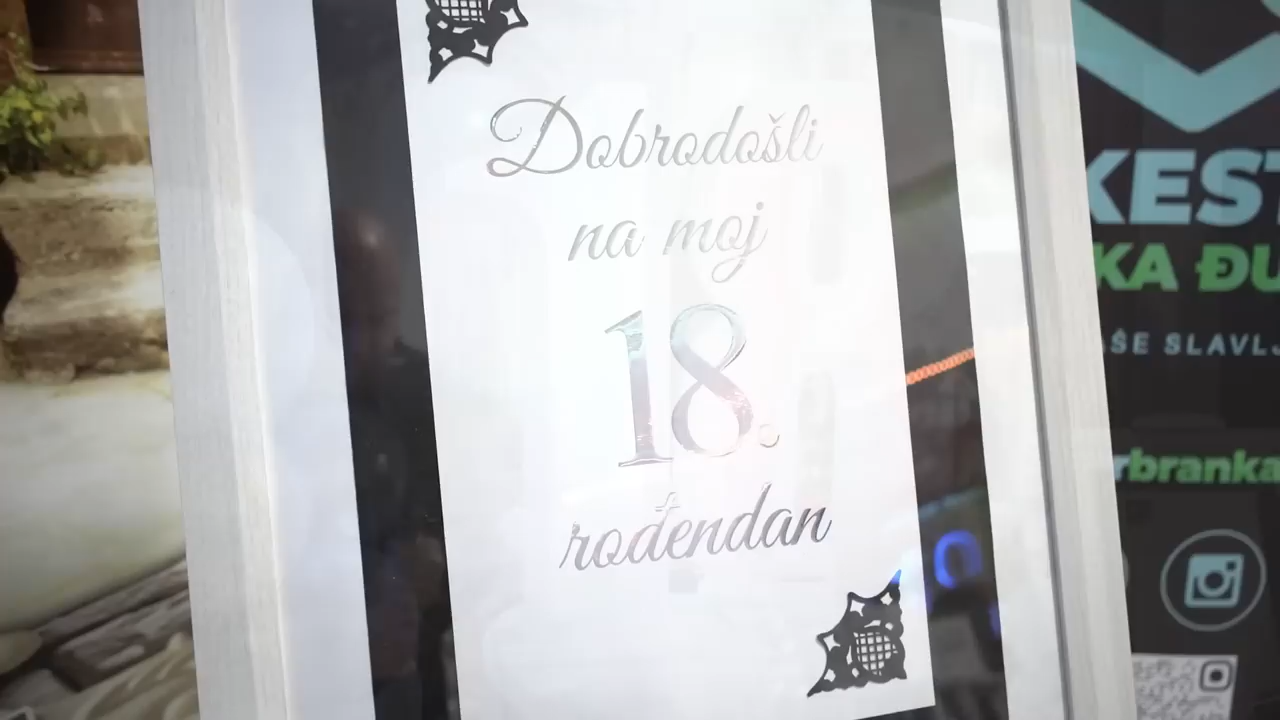 Dobrodošli
na moj
18.
rođendan
KEST
KA ĐU
ŠE SLAVLJ
rbranka